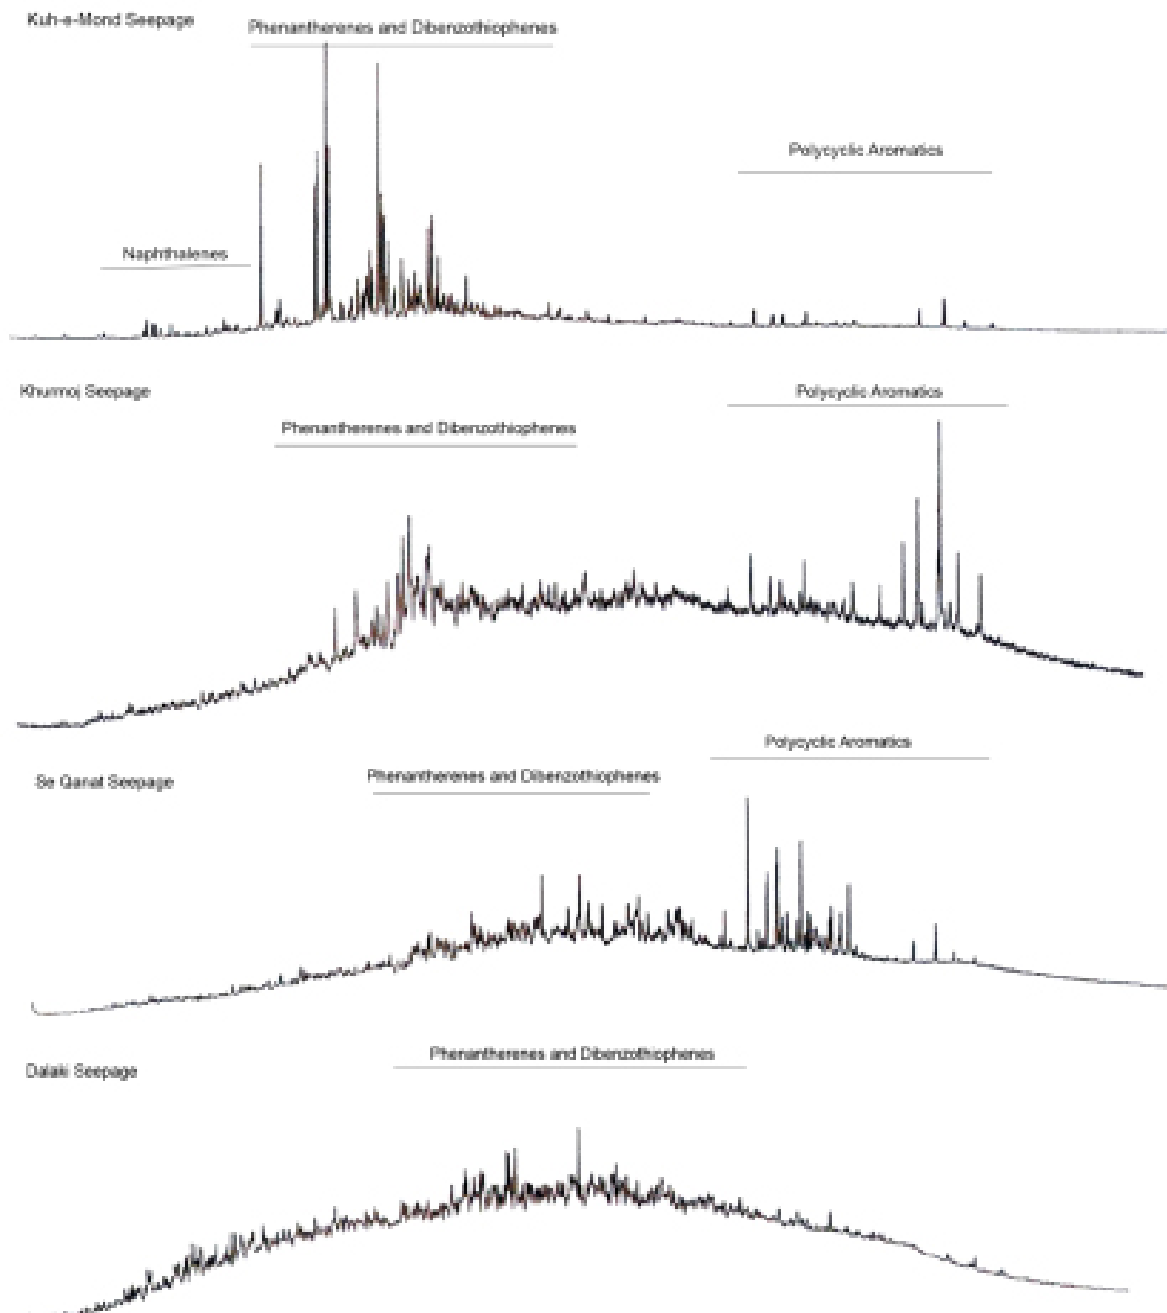 Kuh-e-Mond Seepage
Phenantherenes and Dibenzothiophenes
Polycyclic Aromatics
Naphthalenes
Khurmoj Seepage
Polycyclic Aromatics
Phenantherenes and Dibenzothiophenes
Polycyclic Aromatics
Se Qanat Seepage
Phenantherenes and Dibenzothiophenes
Phenantherenes and Dibenzothiophenes
Dalaki Seepage